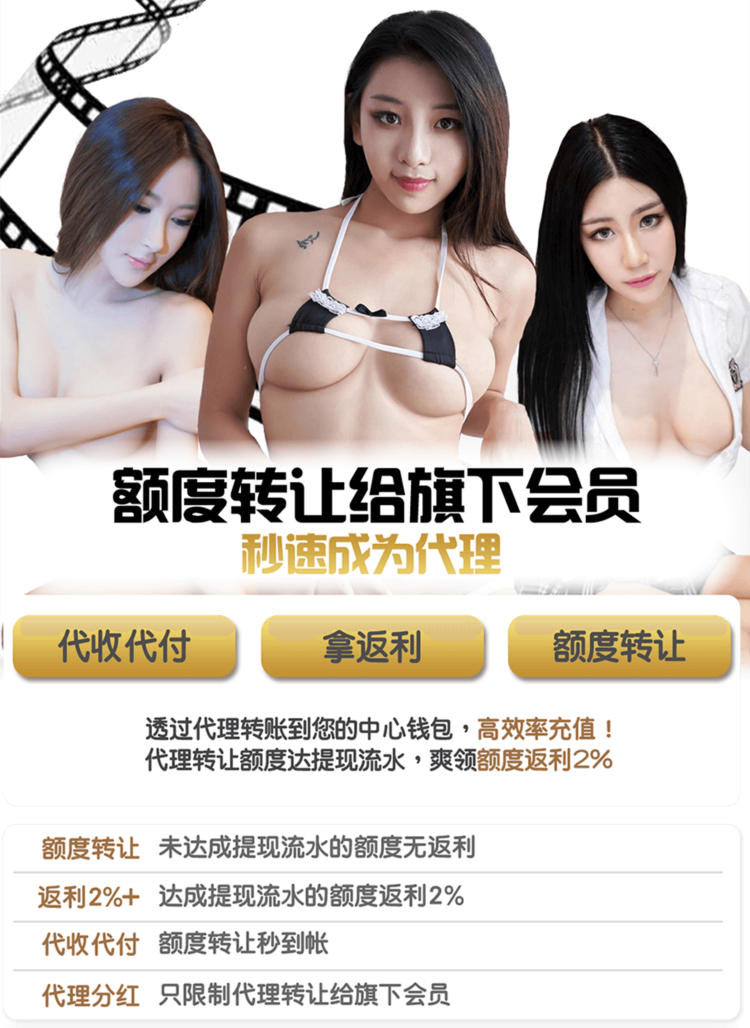 额度转让给旗下会员
秒速成为代理
代收代付
拿返利
额度转让
透过代理转账到您的中心钱包，高效率充值！
代理转让额度达提现流水，爽领额度返利2%
额度转让 未达成提现流水的额度无返利
返利2%+ 达成提现流水的额度返利2%
代收代付 额度转让秒到帐
代理分红 只限制代理转让给旗下会员